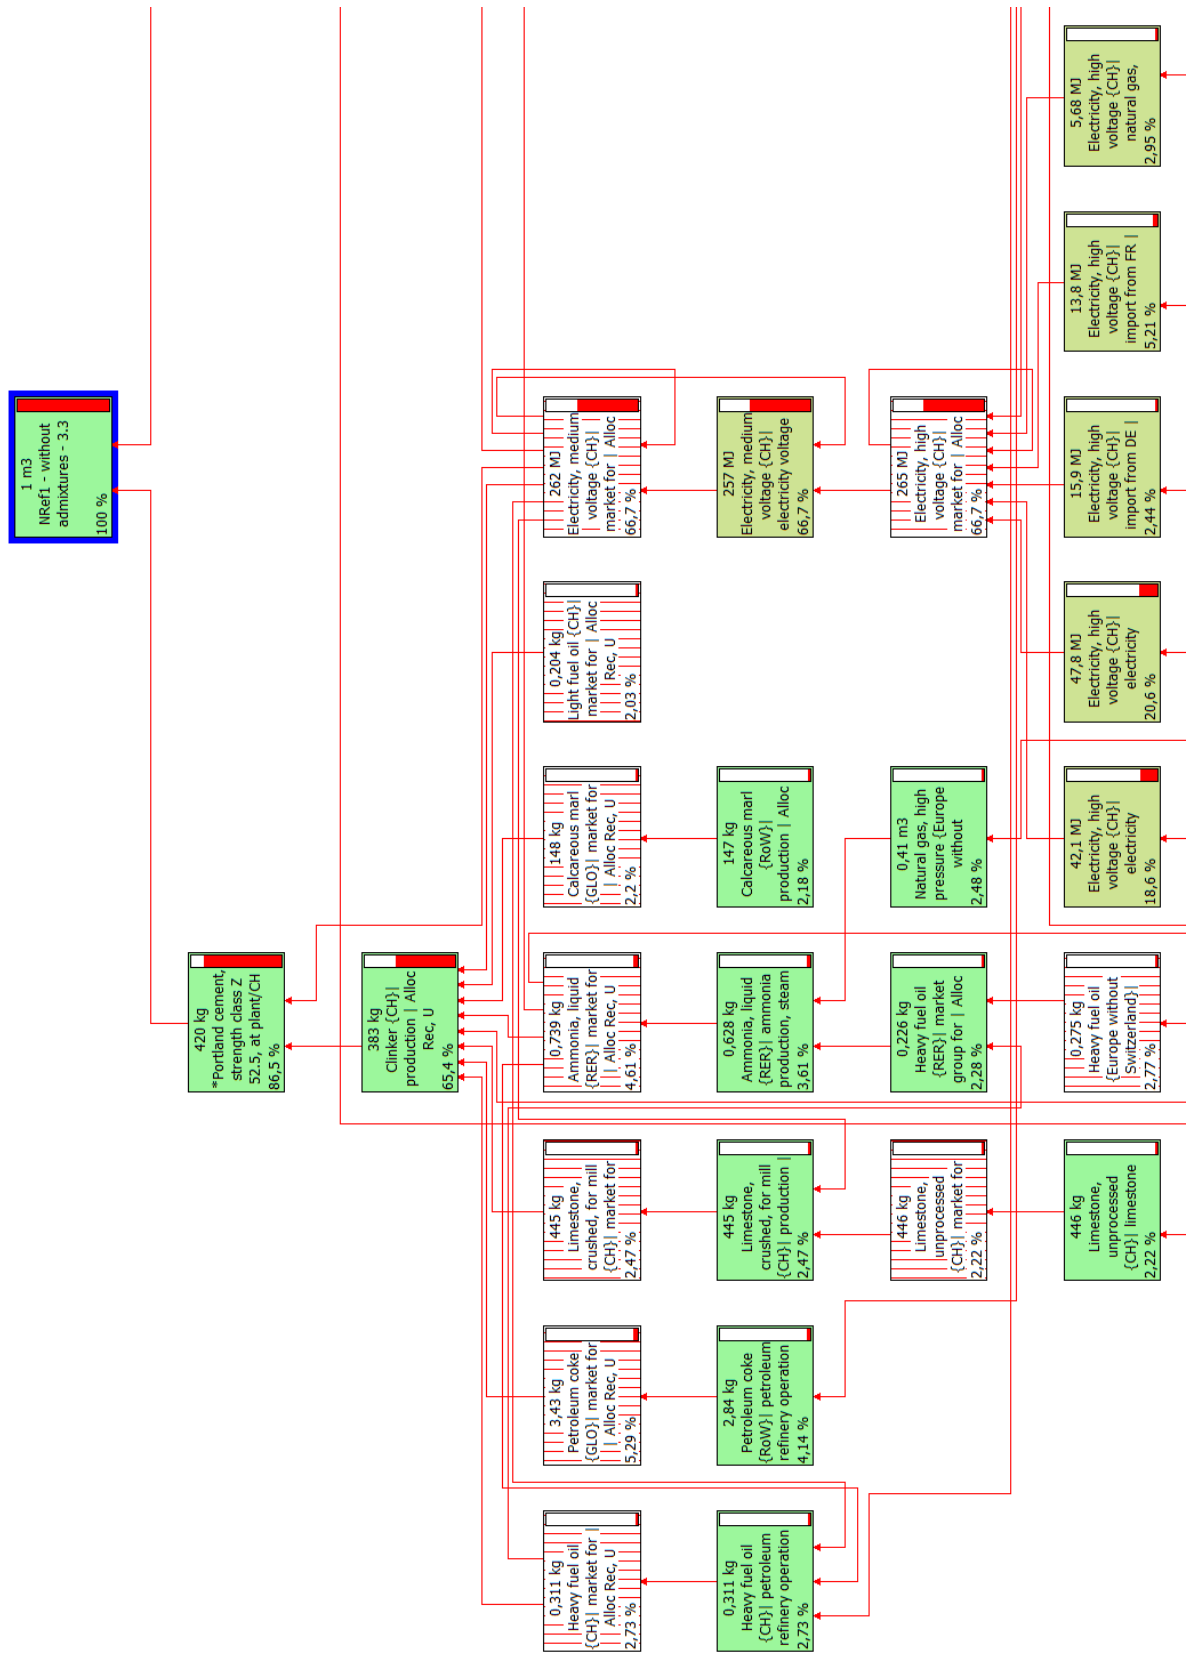 1 m3
NRef1 - without
admixtures - 3.3
100 %
420 kg
*Portland cement,
strength class Z
52.5, at plant/CH
86,5 %
383 kg
Clinker {CH}|
production | Alloc
Rec, U
65,4 %
0,311 kg
Heavy fuel oil
{CH}| market for |
Alloc Rec, U
2,73 %
3,43 kg
Petroleum coke
{GLO}| market for
| Alloc Rec, U
5,29 %
445 kg
Limestone,
crushed, for mill
{CH}| market for
2,47 %
0,739 kg
Ammonia, liquid
{RER}| market for
| Alloc Rec, U
4,61 %
148 kg
Calcareous marl
{GLO}| market for
| Alloc Rec, U
2,2 %
0,204 kg
Light fuel oil {CH}|
market for | Alloc
Rec, U
2,03 %
262 MJ
Electricity, medium
voltage {CH}|
market for | Alloc
66,7 %
0,311 kg
Heavy fuel oil
{CH}| petroleum
refinery operation
2,73 %
2,84 kg
Petroleum coke
{RoW}| petroleum
refinery operation
4,14 %
445 kg
Limestone,
crushed, for mill
{CH}| production |
2,47 %
0,628 kg
Ammonia, liquid
{RER}| ammonia
production, steam
3,61 %
147 kg
Calcareous marl
{RoW}|
production | Alloc
2,18 %
257 MJ
Electricity, medium
voltage {CH}|
electricity voltage
66,7 %
446 kg
Limestone,
unprocessed
{CH}| market for
2,22 %
0,226 kg
Heavy fuel oil
{RER}| market
group for | Alloc
2,28 %
0,41 m3
Natural gas, high
pressure {Europe
without
2,48 %
265 MJ
Electricity, high
voltage {CH}|
market for | Alloc
66,7 %
446 kg
Limestone,
unprocessed
{CH}| limestone
2,22 %
0,275 kg
Heavy fuel oil
{Europe without
Switzerland}|
2,77 %
42,1 MJ
Electricity, high
voltage {CH}|
electricity
18,6 %
47,8 MJ
Electricity, high
voltage {CH}|
electricity
20,6 %
15,9 MJ
Electricity, high
voltage {CH}|
import from DE |
2,44 %
13,8 MJ
Electricity, high
voltage {CH}|
import from FR |
5,21 %
5,68 MJ
Electricity, high
voltage {CH}|
natural gas,
2,95 %